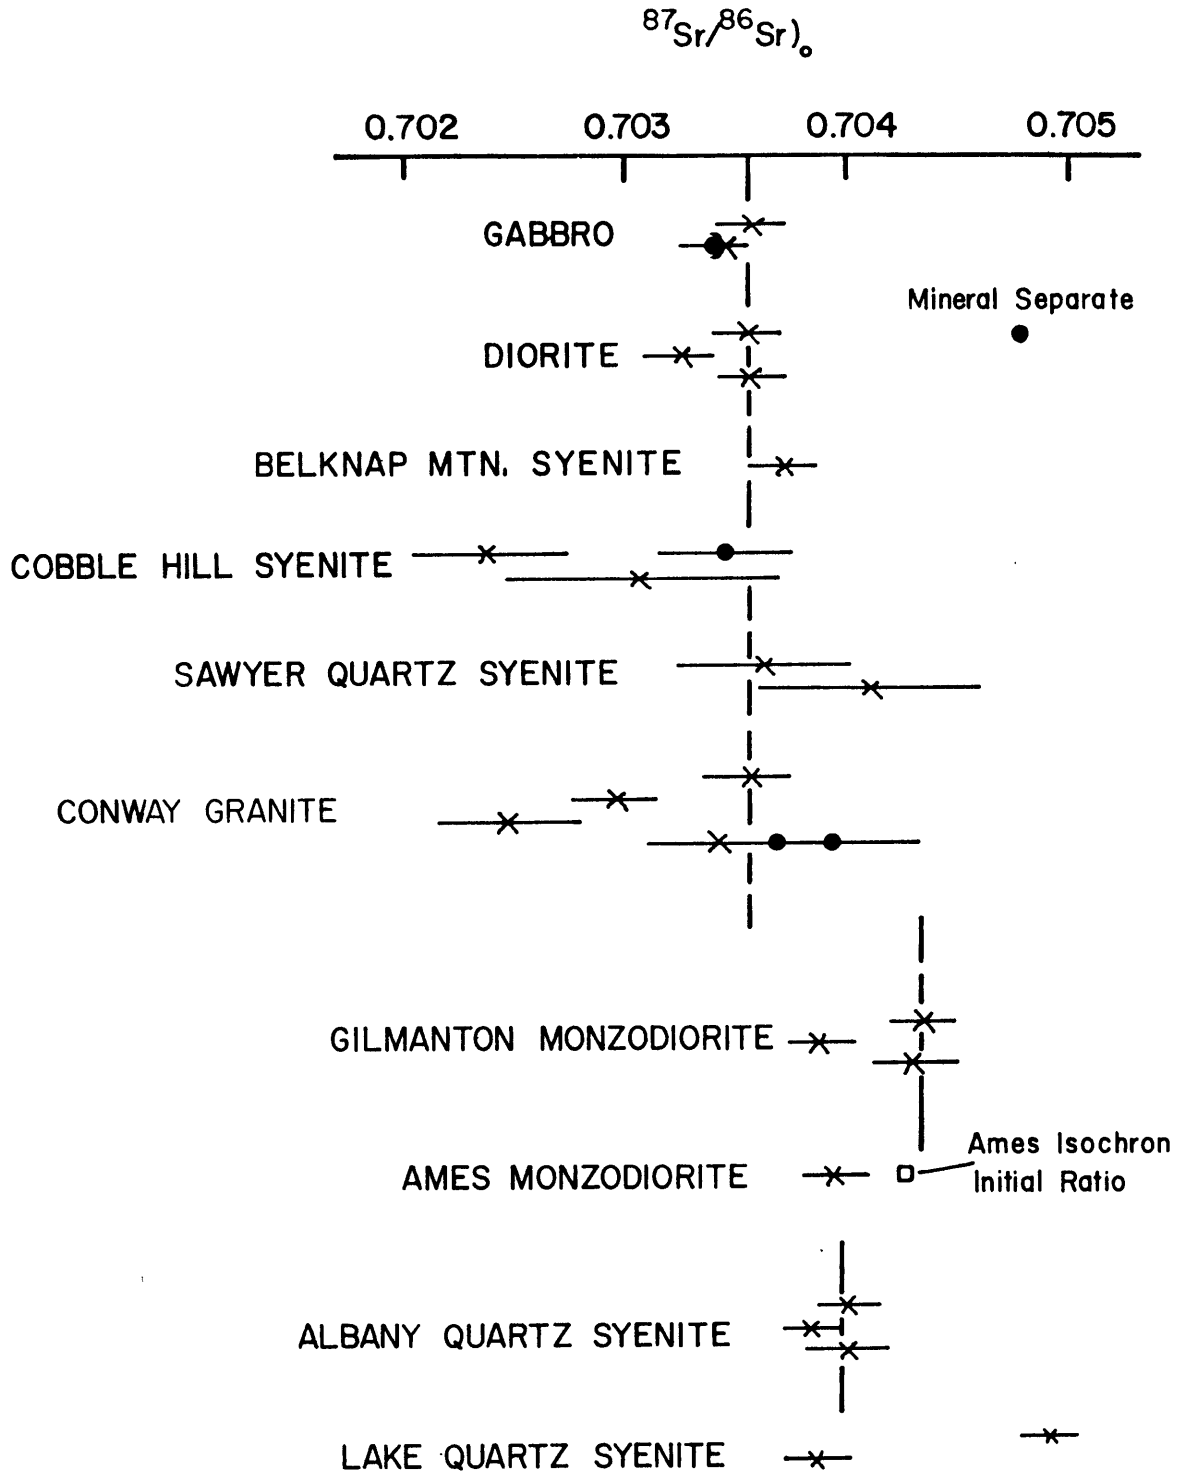 ⁸⁷Sr/⁸⁶Sr)₀
0.702 0.703 0.704 0.705
GABBRO
Mineral Separate
DIORITE
BELKNAP MTN. SYENITE
COBBLE HILL SYENITE
SAWYER QUARTZ SYENITE
CONWAY GRANITE
GILMANTON MONZODIORITE
Ames Isochron
AMES MONZODIORITE
Initial Ratio
ALBANY QUARTZ SYENITE
LAKE QUARTZ SYENITE